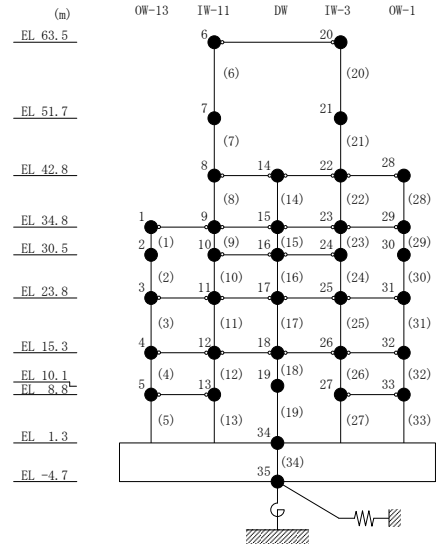 (m) OW-13 IW-11 DW IW-3 OW-1
EL 63.5 6 20
(6) (20)
EL 51.7 7 21
(7) (21)
EL 42.8 8 14 22 28
(8) (14) (22) (28)
EL 34.8 1 9 15 23 29
(1) (9) (15) (23) (29)
EL 30.5 2 10 16 24 30
(2) (10) (16) (24) (30)
EL 23.8 3 11 17 25 31
(3) (11) (17) (25) (31)
EL 15.3 4 12 18 26 32
(4) (12) (18) (26) (32)
EL 10.1 19
EL 8.8 5 13 27 33
(5) (13) (19) (27) (33)
EL 1.3 34
(34)
EL -4.7 35